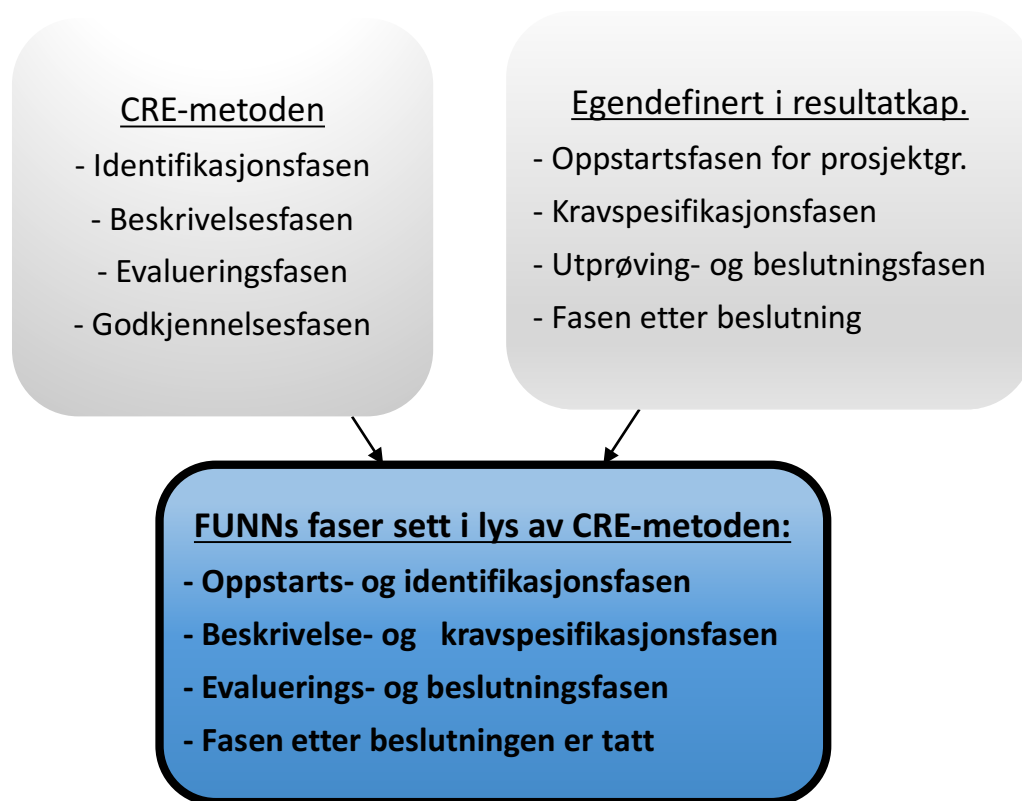 CRE-metoden
- Identifikasjonsfasen
- Beskrivelsesfasen
- Evalueringsfasen
- Godkjennelsesfasen
Egendefinert i resultatkap.
- Oppstartsfasen for prosjektgr.
- Kravspesifikasjonsfasen
- Utprøving- og beslutningsfasen
- Fasen etter beslutning
FUNNs faser sett i lys av CRE-metoden:
- Oppstarts- og identifikasjonsfasen
- Beskrivelse- og kravspesifikasjonsfasen
- Evaluerings- og beslutningsfasen
- Fasen etter beslutningen er tatt